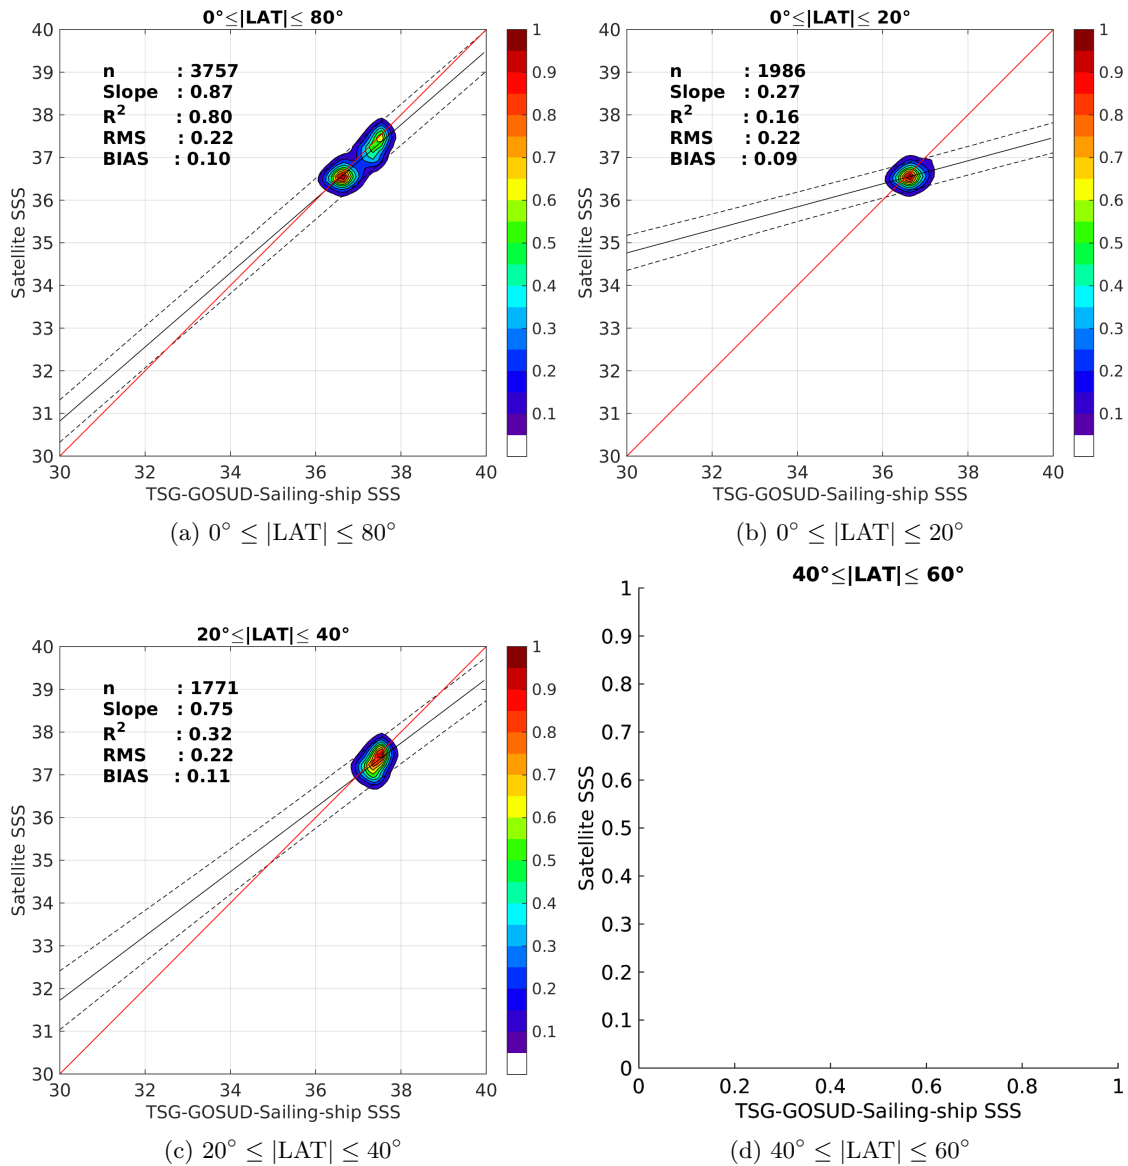 0°≤|LAT|≤ 80°
n : 3757
Slope : 0.87
R² : 0.80
RMS : 0.22
BIAS : 0.10
40
39
38
37
36
35
34
33
32
31
30
30 32 34 36 38 40
Satellite SSS
TSG-GOSUD-Sailing-ship SSS
1
0.9
0.8
0.7
0.6
0.5
0.4
0.3
0.2
0.1
(a) 0° ≤ |LAT| ≤ 80°
0°≤|LAT|≤ 20°
n : 1986
Slope : 0.27
R² : 0.16
RMS : 0.22
BIAS : 0.09
40
39
38
37
36
35
34
33
32
31
30
30 32 34 36 38 40
Satellite SSS
TSG-GOSUD-Sailing-ship SSS
1
0.9
0.8
0.7
0.6
0.5
0.4
0.3
0.2
0.1
(b) 0° ≤ |LAT| ≤ 20°
20°≤|LAT|≤ 40°
n : 1771
Slope : 0.75
R² : 0.32
RMS : 0.22
BIAS : 0.11
40
39
38
37
36
35
34
33
32
31
30
30 32 34 36 38 40
Satellite SSS
TSG-GOSUD-Sailing-ship SSS
1
0.9
0.8
0.7
0.6
0.5
0.4
0.3
0.2
0.1
(c) 20° ≤ |LAT| ≤ 40°
40°≤|LAT|≤ 60°
1
0.9
0.8
0.7
0.6
0.5
0.4
0.3
0.2
0.1
0
0 0.2 0.4 0.6 0.8 1
Satellite SSS
TSG-GOSUD-Sailing-ship SSS
(d) 40° ≤ |LAT| ≤ 60°